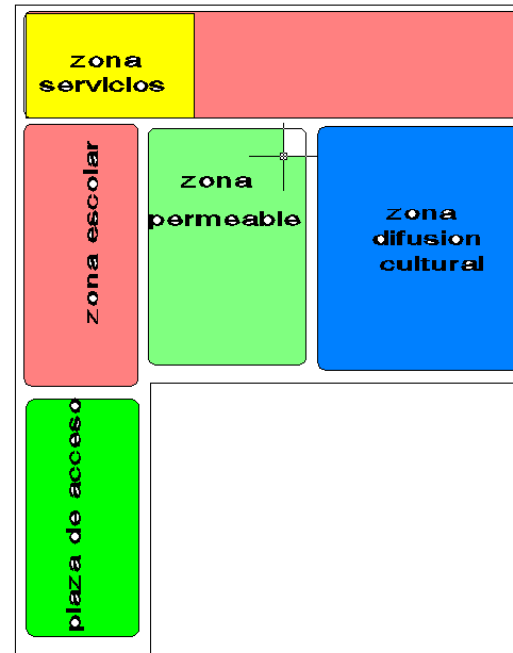 zona
servicios
zona escolar
zona
permeable
zona
difusion
cultural
plaza de acceso